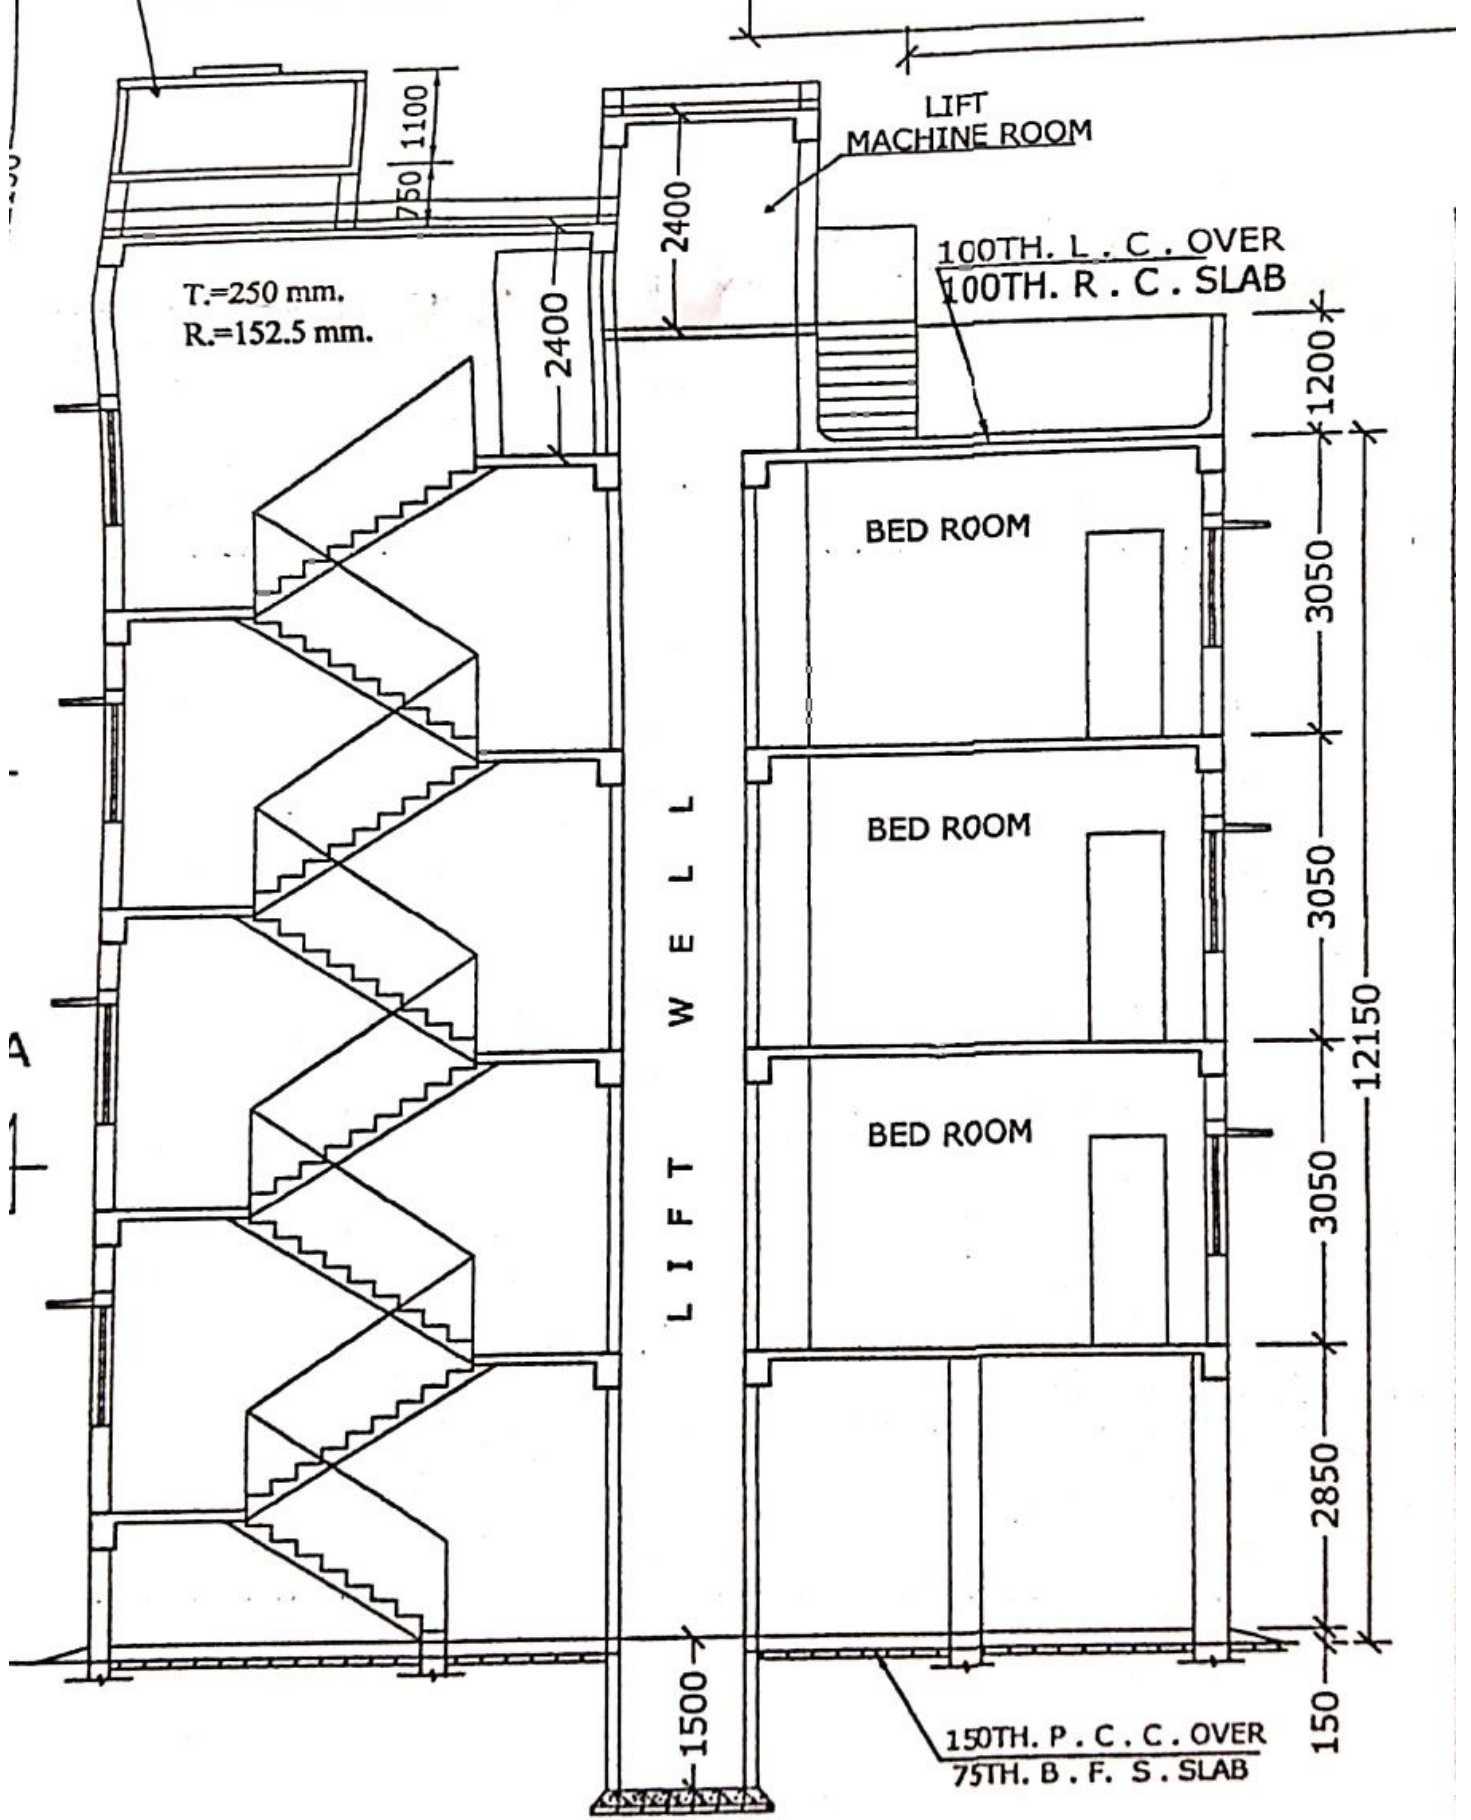 1100
750
LIFT
MACHINE ROOM
2400
100TH. L . C . OVER
100TH. R . C . SLAB
T.=250 mm.
R.=152.5 mm.
2400
1200
BED ROOM
3050
BED ROOM
3050
LIFT WELL
12150
BED ROOM
3050
A
2850
1500
150
150TH. P . C . C . OVER
75TH. B . F. S . SLAB